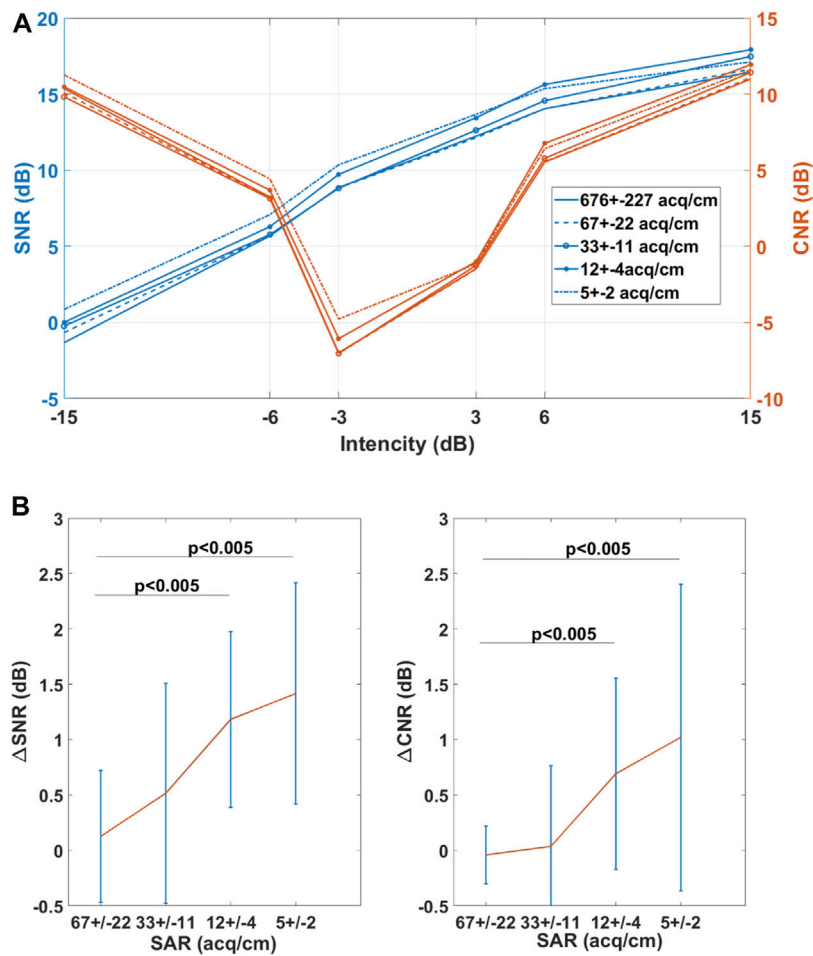 A
SNR (dB)
20
15
10
5
0
-5
CNR (dB)
15
10
5
0
-5
-10
676+-227 acq/cm
67+-22 acq/cm
33+-11 acq/cm
12+-4acq/cm
5+-2 acq/cm
-15 -6 -3 3 6 15
Intencity (dB)
B
ΔSNR (dB)
3
2.5
2
1.5
1
0.5
0
-0.5
p<0.005
p<0.005
67+/-22 33+/-11 12+/-4 5+/-2
SAR (acq/cm)
ΔCNR (dB)
3
2.5
2
1.5
1
0.5
0
-0.5
p<0.005
p<0.005
67+/-22 33+/-11 12+/-4 5+/-2
SAR (acq/cm)